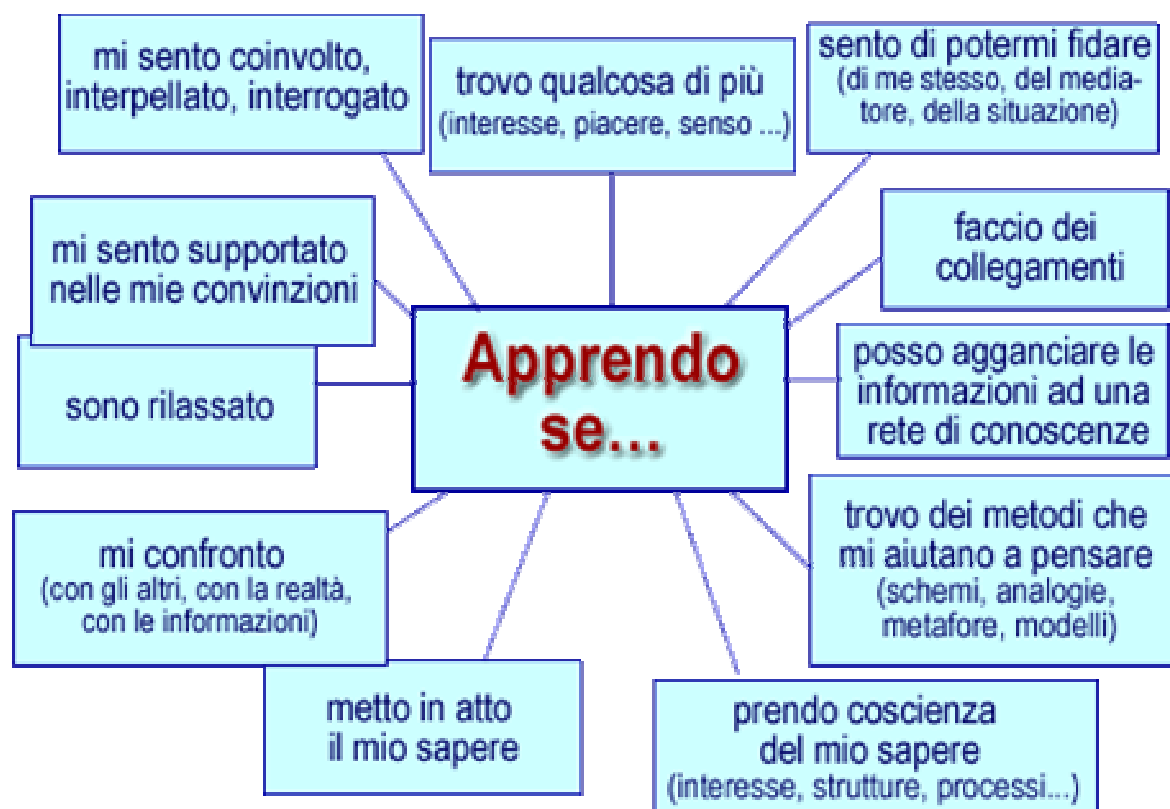 mi sento coinvolto,
interpellato, interrogato
trovo qualcosa di più
(interesse, piacere, senso ...)
sento di potermi fidare
(di me stesso, del media-
tore, della situazione)
mi sento supportato
nelle mie convinzioni
faccio dei
collegamenti
Apprendo
se...
sono rilassato
posso agganciare le
informazioni ad una
rete di conoscenze
mi confronto
(con gli altri, con la realtà,
con le informazioni)
trovo dei metodi che
mi aiutano a pensare
(schemi, analogie,
metafore, modelli)
metto in atto
il mio sapere
prendo coscienza
del mio sapere
(interesse, strutture, processi...)